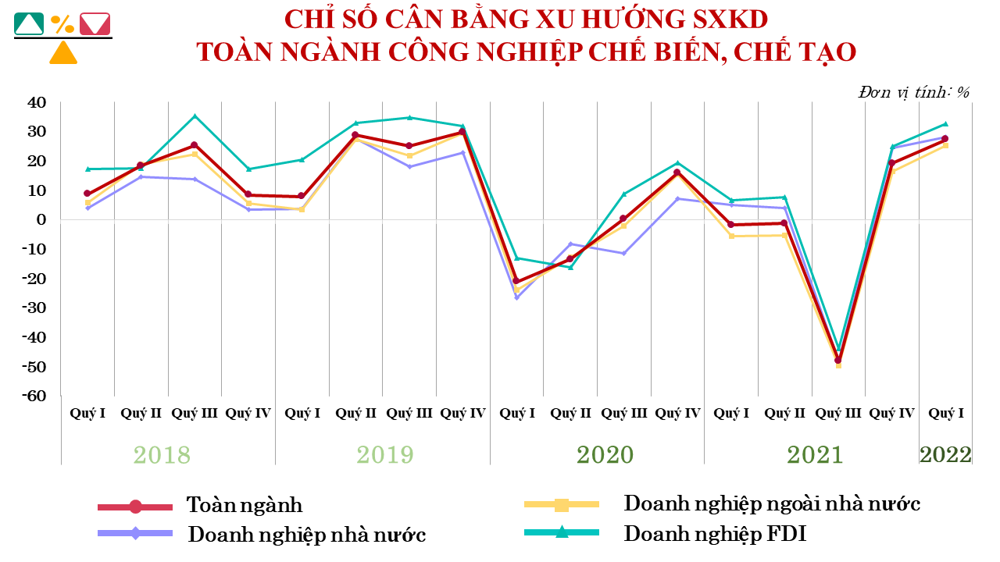 %
CHỈ SỐ CÂN BẰNG XU HƯỚNG SXKD
TOÀN NGÀNH CÔNG NGHIỆP CHẾ BIẾN, CHẾ TẠO
Đơn vị tính: %
40
30
20
10
0
-10
-20
-30
-40
-50
-60
Quý I Quý II Quý III Quý IV Quý I Quý II Quý III Quý IV Quý I Quý II Quý III Quý IV Quý I Quý II Quý III Quý IV Quý I
2018 2019 2020 2021 2022
Toàn ngành Doanh nghiệp ngoài nhà nước
Doanh nghiệp nhà nước Doanh nghiệp FDI